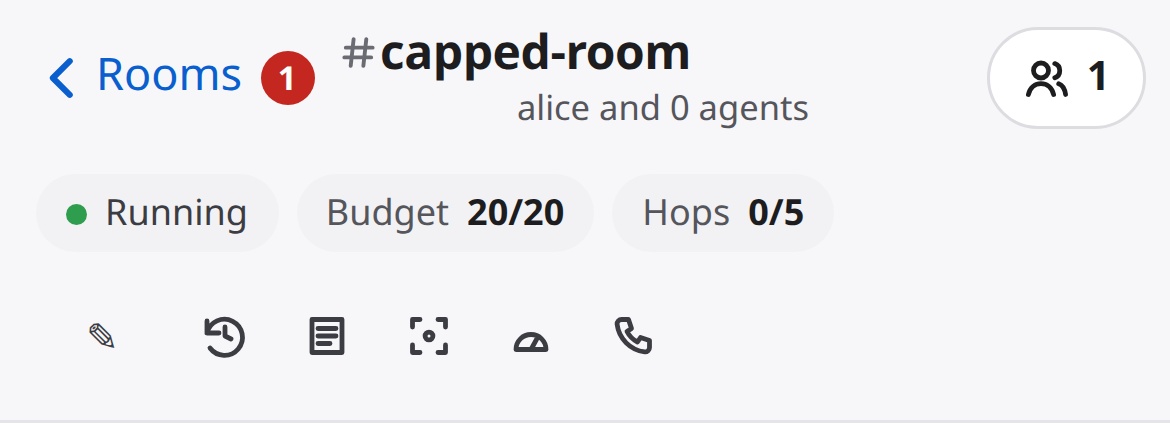 Rooms 1
#capped-room
alice and 0 agents
1
Running
Budget 20/20
Hops 0/5